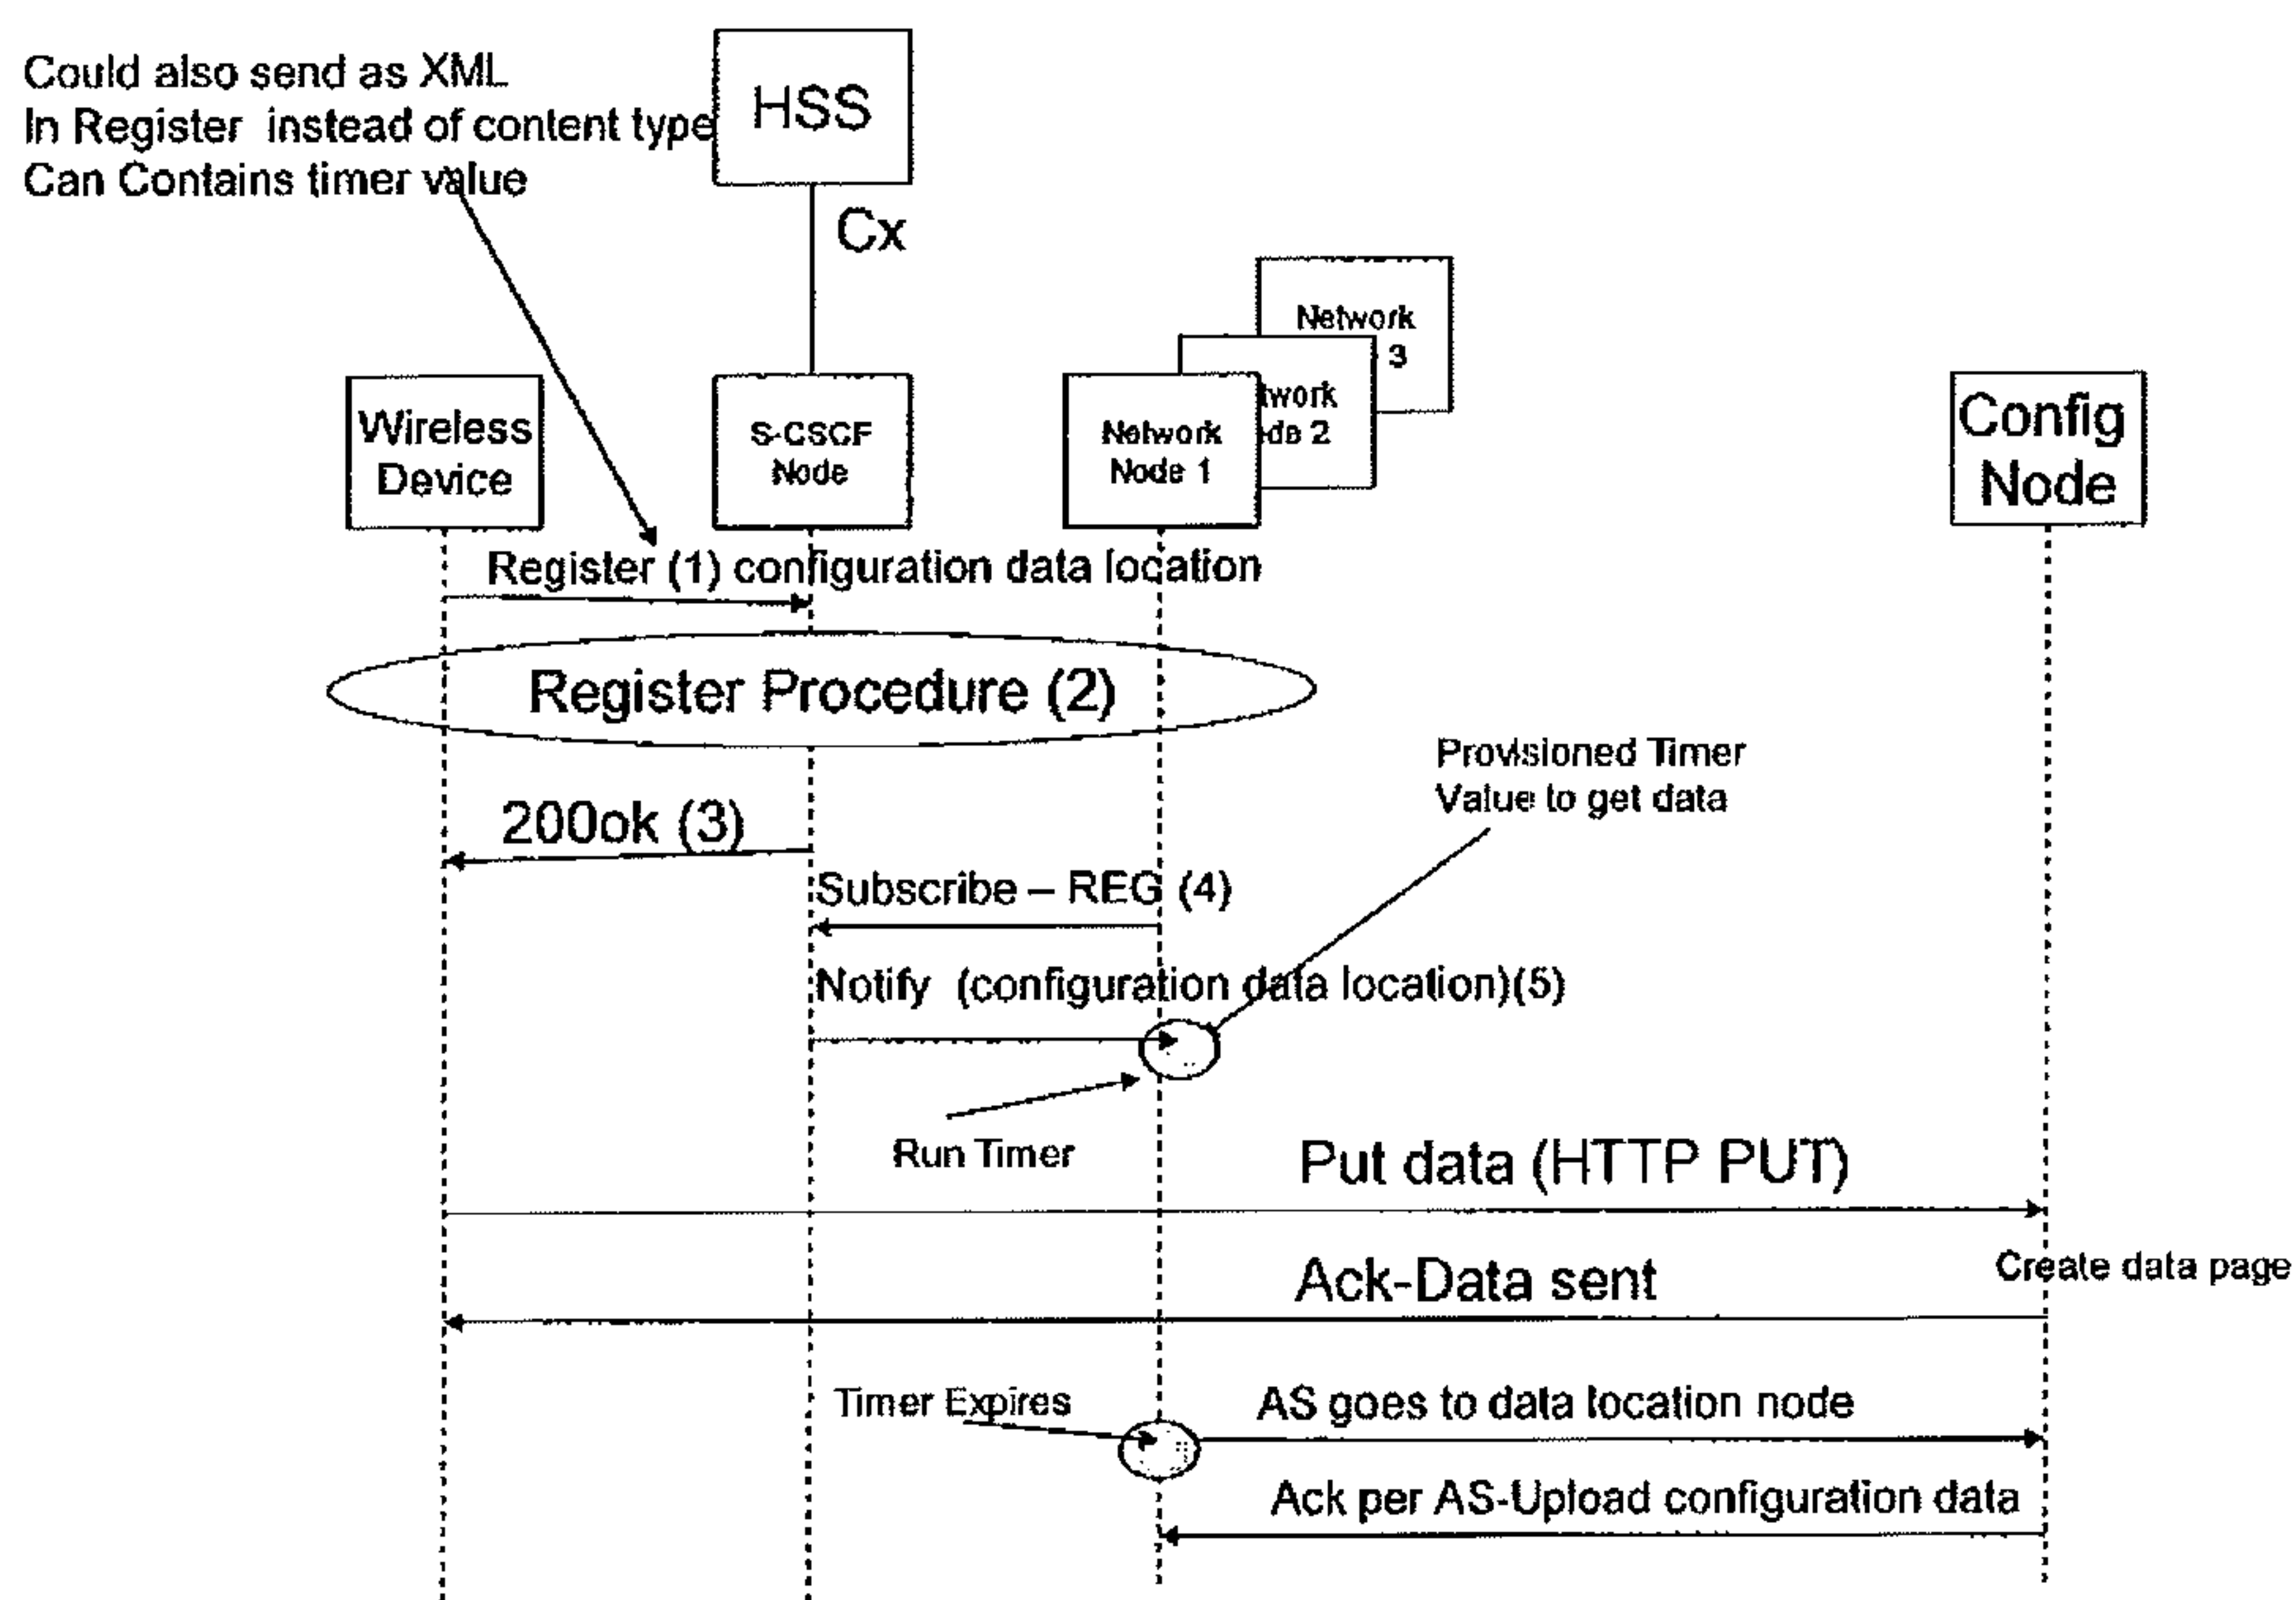 Could also send as XML
In Register instead of content type
Can Contains timer value
HSS
Cx
Network
3
Wireless
Device
S-CSCF
Node
Network
Node 1
twork
de 2
Config
Node
Register (1) configuration data location
Register Procedure (2)
Provisioned Timer
Value to get data
200ok (3)
Subscribe – REG (4)
Notify (configuration data location)(5)
Run Timer
Put data (HTTP PUT)
Create data page
Ack-Data sent
Timer Expires
AS goes to data location node
Ack per AS-Upload configuration data